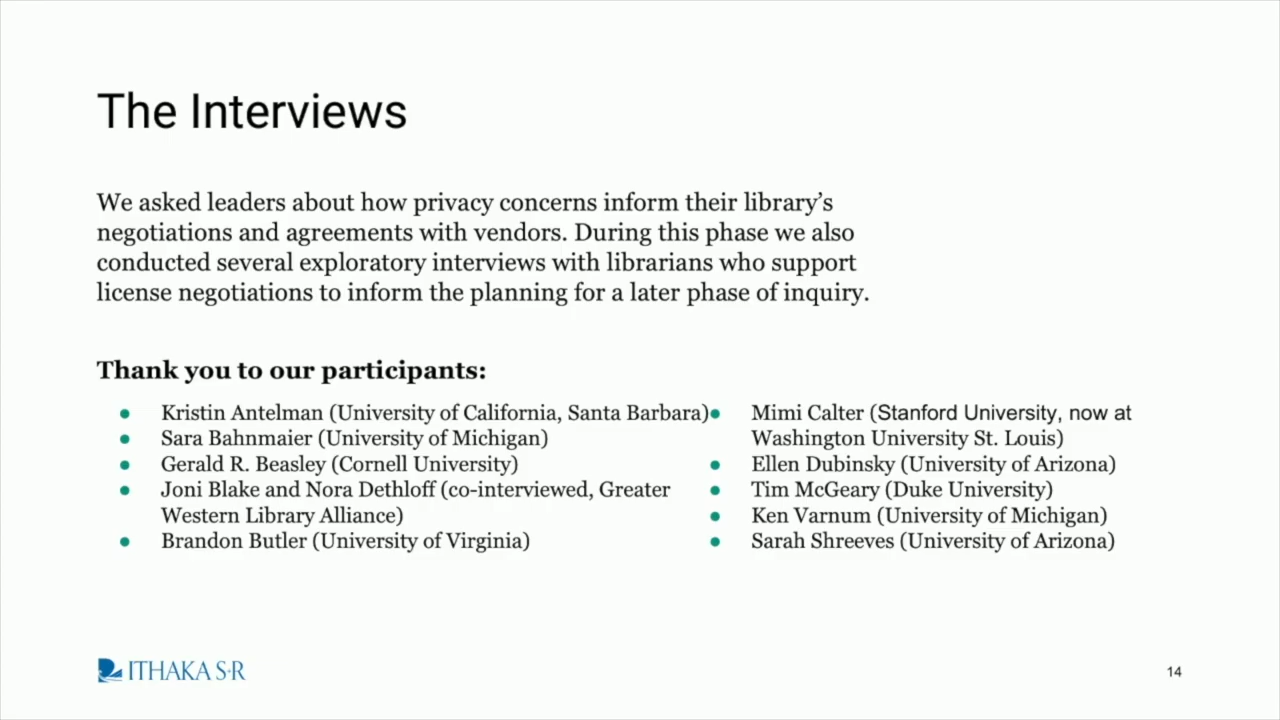 The Interviews
We asked leaders about how privacy concerns inform their library’s
negotiations and agreements with vendors. During this phase we also
conducted several exploratory interviews with librarians who support
license negotiations to inform the planning for a later phase of inquiry.
Thank you to our participants:
● Kristin Antelman (University of California, Santa Barbara)
● Sara Bahnmaier (University of Michigan)
● Gerald R. Beasley (Cornell University)
● Joni Blake and Nora Dethloff (co-interviewed, Greater
Western Library Alliance)
● Brandon Butler (University of Virginia)
● Mimi Calter (Stanford University, now at
Washington University St. Louis)
● Ellen Dubinsky (University of Arizona)
● Tim McGeary (Duke University)
● Ken Varnum (University of Michigan)
● Sarah Shreeves (University of Arizona)
ITHAKA S·R
14